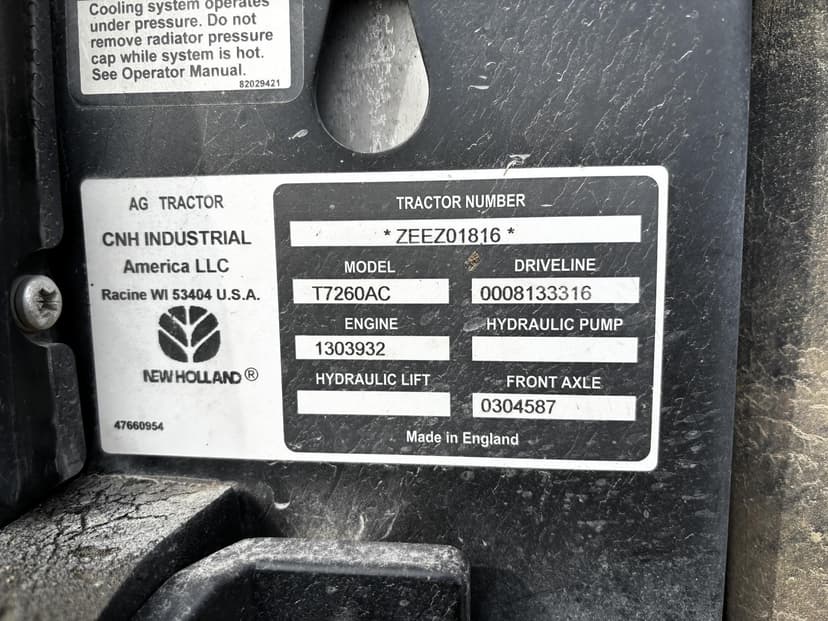 Cooling system operates
under pressure. Do not
remove radiator pressure
cap while system is hot.
See Operator Manual.
82029421
AG TRACTOR
CNH INDUSTRIAL
America LLC
Racine WI 53404 U.S.A.
NEW HOLLAND ®
47660954
TRACTOR NUMBER
* ZEEZ01816 *
MODEL
T7260AC
DRIVELINE
0008133316
ENGINE
1303932
HYDRAULIC PUMP
HYDRAULIC LIFT
FRONT AXLE
0304587
Made in England